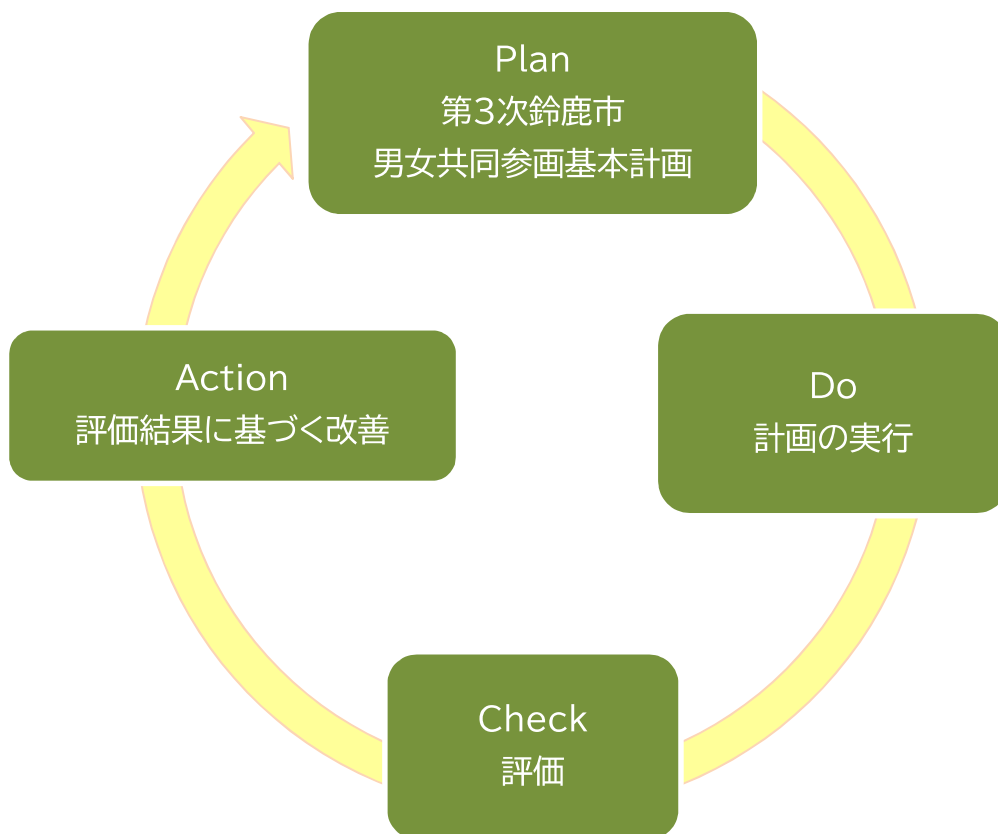 Plan
第３次鈴鹿市
男女共同参画基本計画
Do
計画の実行
Check
評価
Action
評価結果に基づく改善